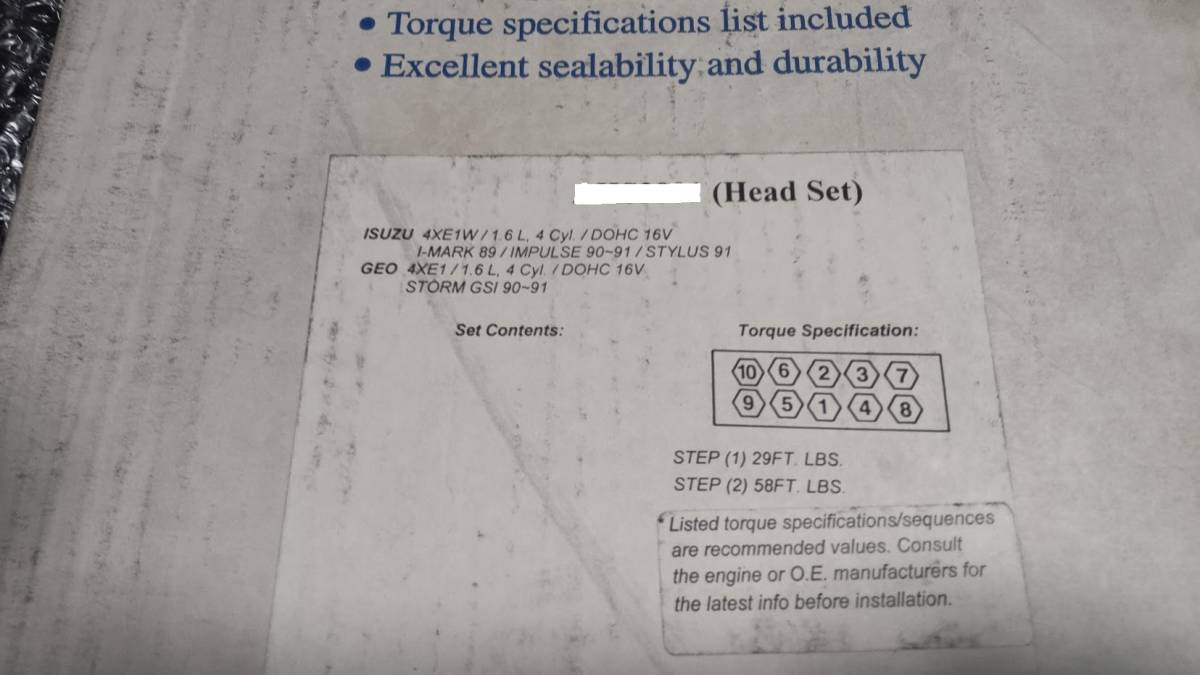 • Torque specifications list included
• Excellent sealability and durability
(Head Set)
ISUZU 4XE1W / 1.6 L, 4 Cyl. / DOHC 16V
I-MARK 89 / IMPULSE 90~91 / STYLUS 91
GEO 4XE1 / 1.6 L, 4 Cyl. / DOHC 16V
STORM GSI 90~91
Set Contents:
Torque Specification:
10 6 2 3 7
9 5 1 4 8
STEP (1) 29FT. LBS.
STEP (2) 58FT. LBS.
* Listed torque specifications/sequences
are recommended values. Consult
the engine or O.E. manufacturers for
the latest info before installation.